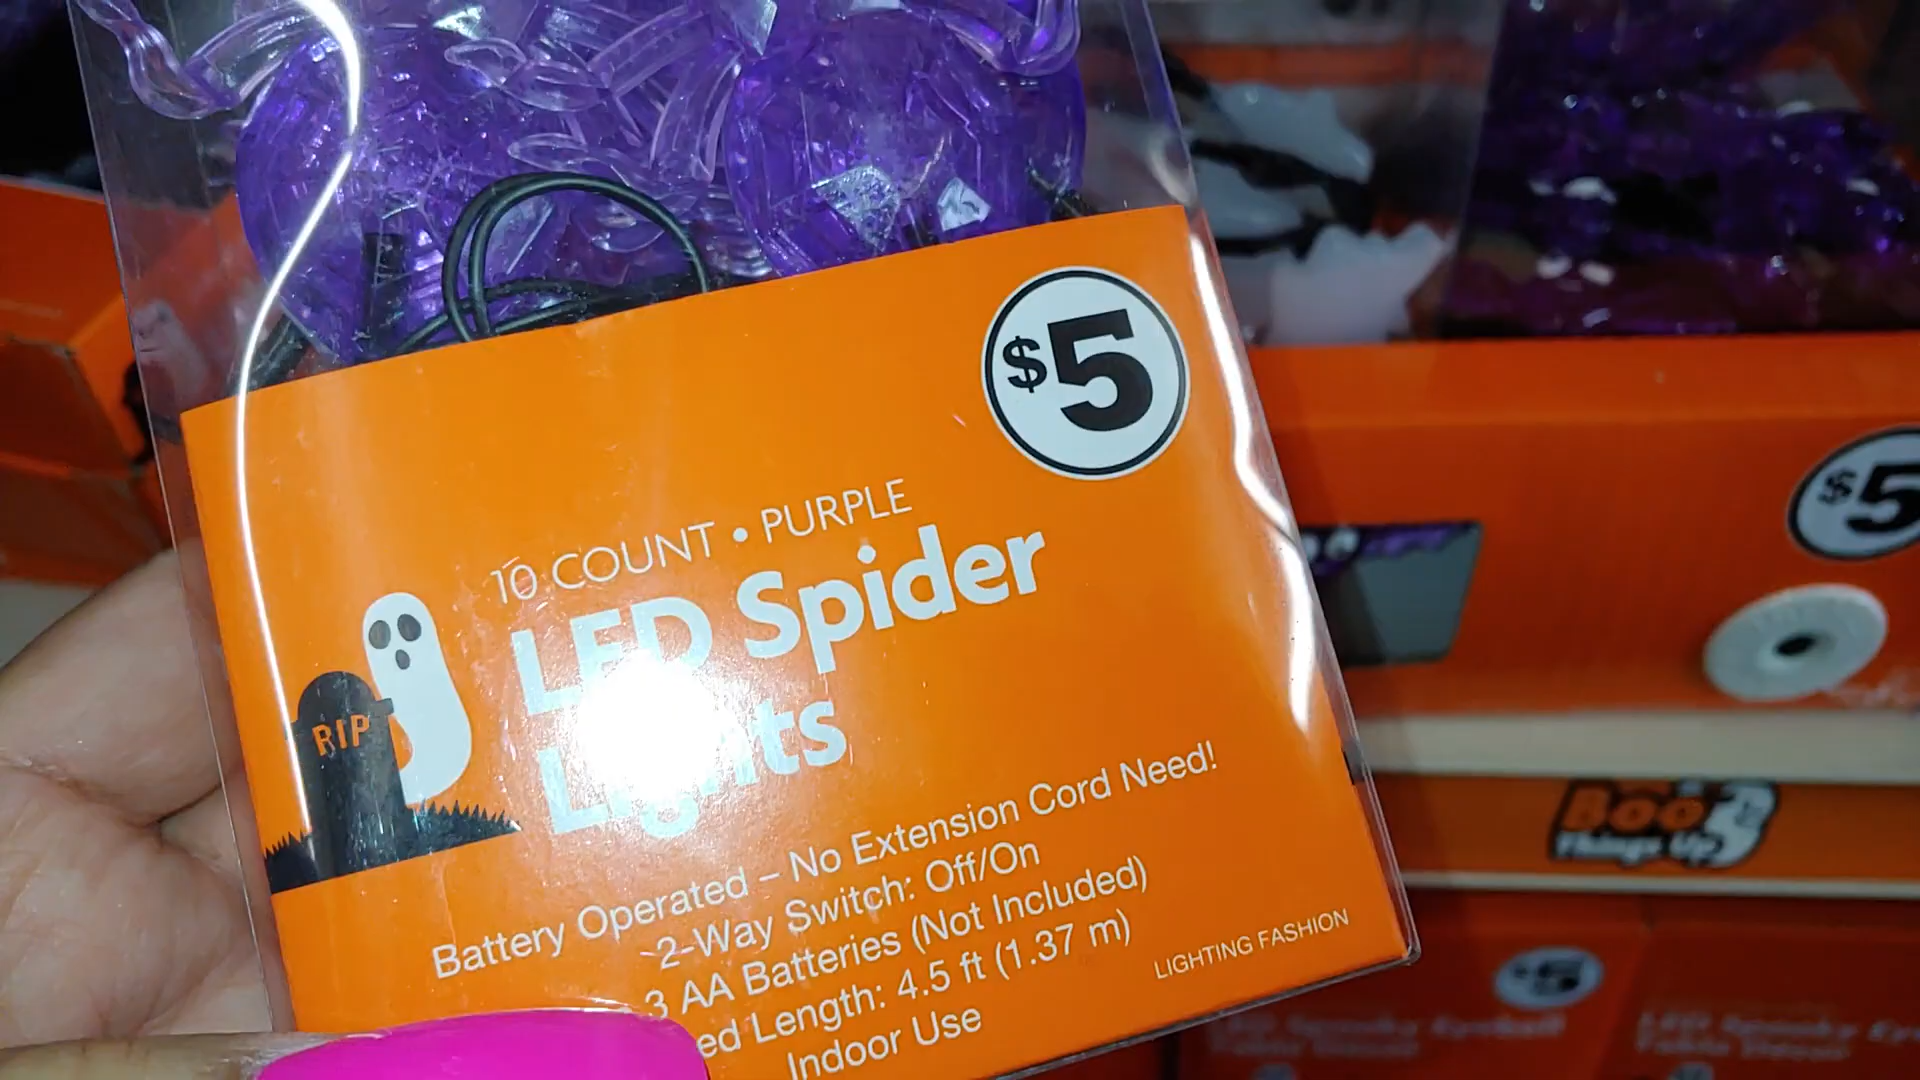 $5
10 COUNT • PURPLE
LED Spider
Lights
RIP
Battery Operated – No Extension Cord Need!
2-Way Switch: Off/On
3 AA Batteries (Not Included)
Length: 4.5 ft (1.37 m)
Indoor Use
LIGHTING FASHION
$5
Boo
Things Up
$5